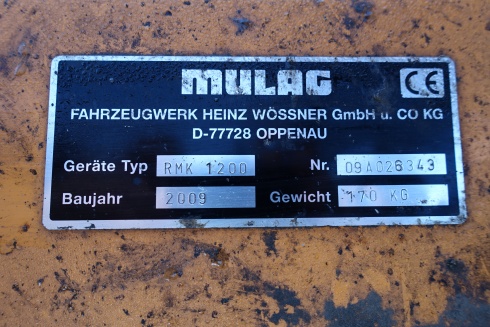 MULAG CE
FAHRZEUGWERK HEINZ WÖSSNER GmbH u. CO KG
D-77728 OPPENAU
Geräte Typ RMK 1200 Nr. 09AC26343
Baujahr 2009 Gewicht 170 KG